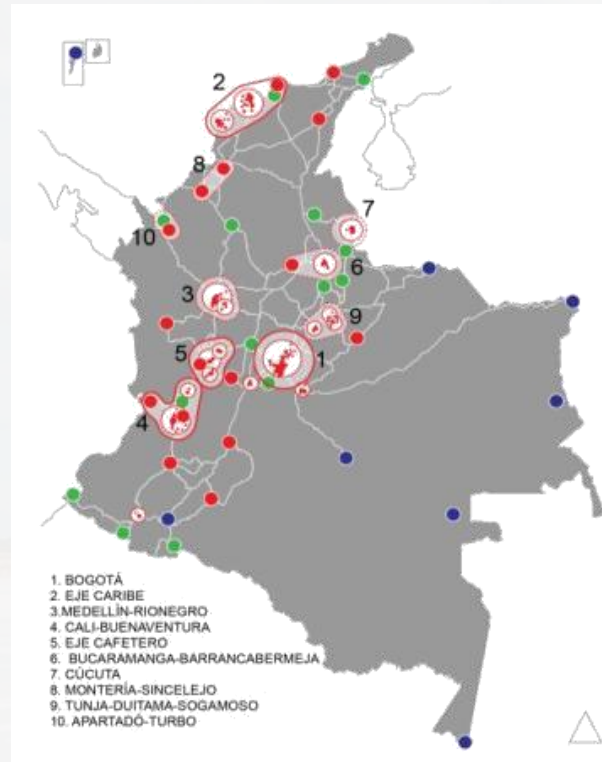 2
8
7
10
6
3
9
5
1
4
1. BOGOTÁ
2. EJE CARIBE
3.MEDELLÌN-RIONEGRO
4. CALI-BUENAVENTURA
5. EJE CAFETERO
6. BUCARAMANGA-BARRANCABERMEJA
7. CÚCUTA
8. MONTERÍA-SINCELEJO
9. TUNJA-DUITAMA-SOGAMOSO
10. APARTADÓ-TURBO